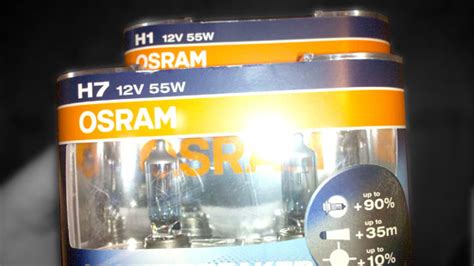 H1 12V 55W
OSRAM
H7 12V 55W
OSRAM
OSRAM
up to
+90%
up to
+35m
up to
+10%